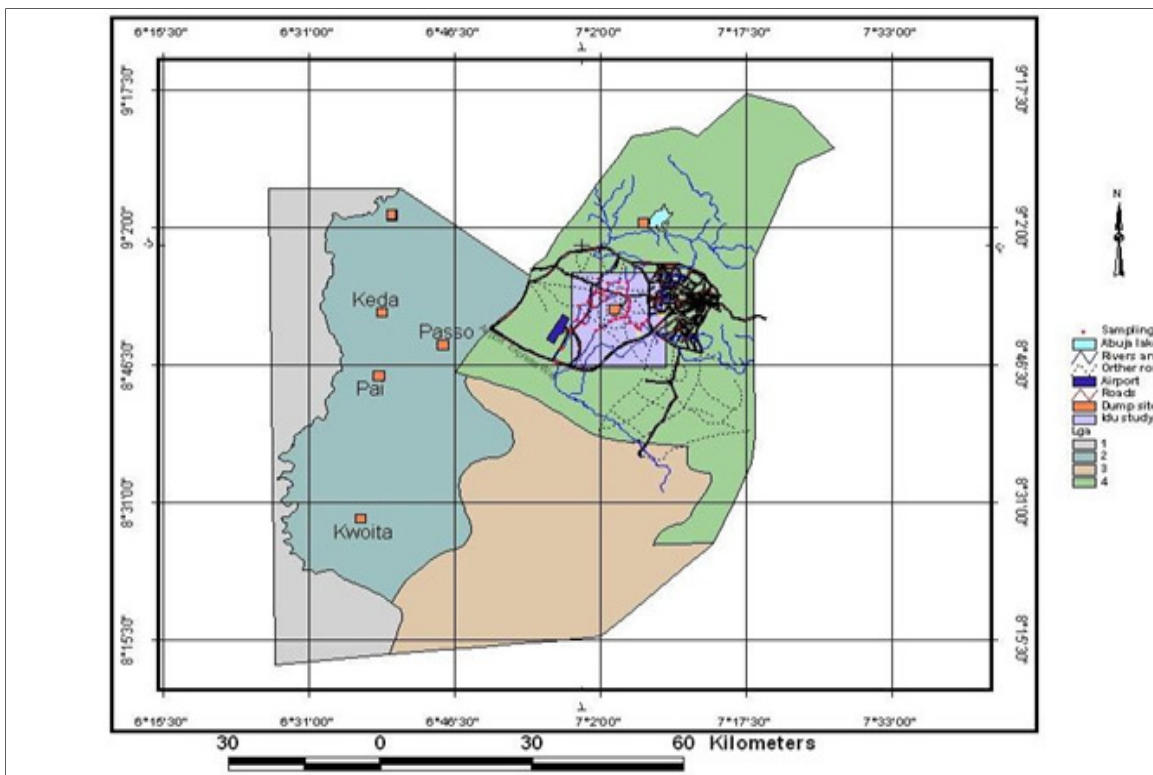 6°15'30" 6°31'00" 6°46'30" 7°2'00" 7°17'30" 7°33'00"
9°17'30" 9°17'30"
N
9°2'00" 9°2'00"
Keda
Passo
8°46'30" 8°46'30"
Pai
Sampling
Abuja lake
Rivers an
Orther ro
Airport
Roads
Dump site
Idu study
Lga
1
2
3
4
8°31'00" 8°31'00"
Kwoita
8°15'30" 8°15'30"
6°15'30" 6°31'00" 6°46'30" 7°2'00" 7°17'30" 7°33'00"
30 0 30 60 Kilometers